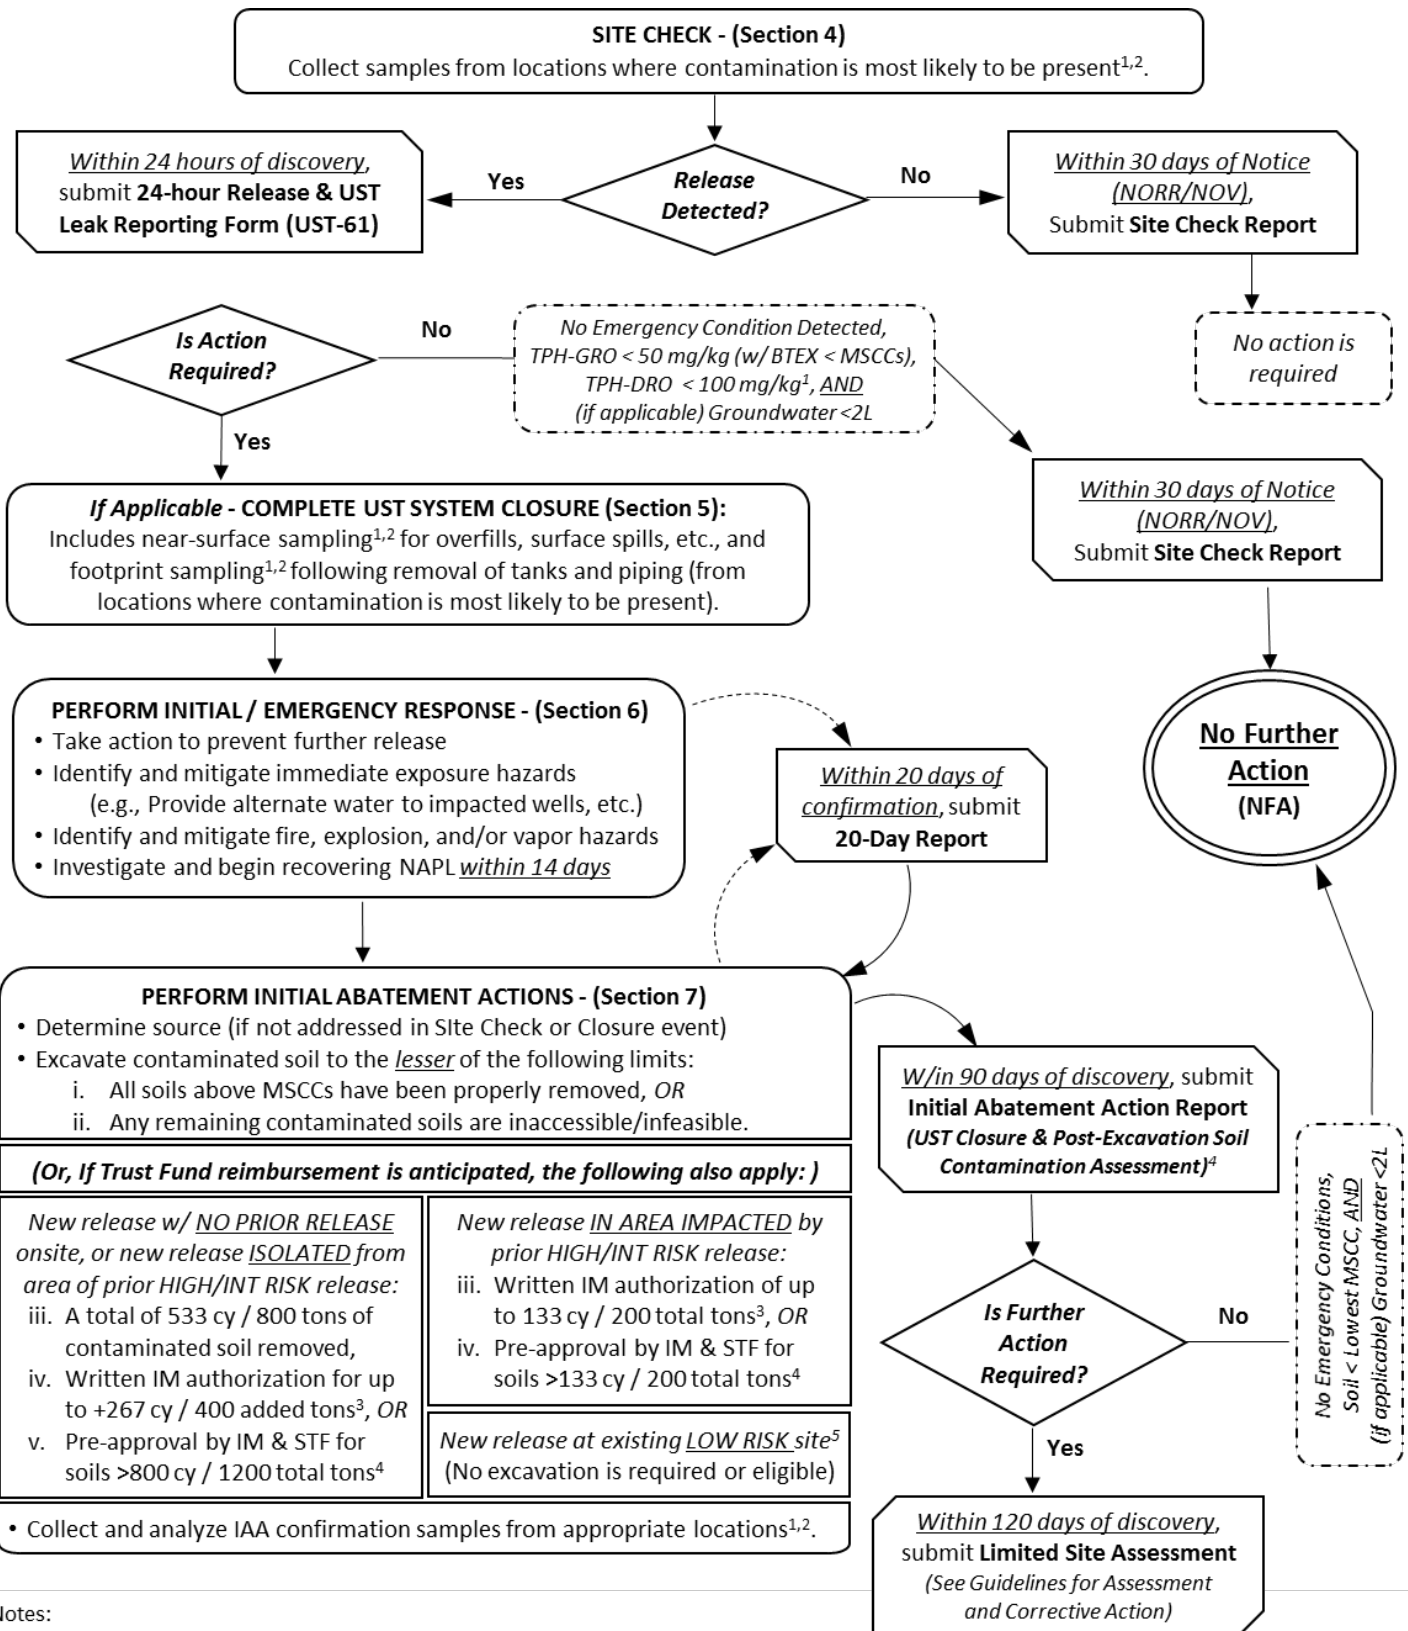 SITE CHECK - (Section 4)
Collect samples from locations where contamination is most likely to be present1,2.
Within 24 hours of discovery,
submit 24-hour Release & UST
Leak Reporting Form (UST-61)
Yes
Release
Detected?
No
Within 30 days of Notice
(NORR/NOV),
Submit Site Check Report
No action is
required
Is Action
Required?
No
No Emergency Condition Detected,
TPH-GRO < 50 mg/kg (w/ BTEX < MSCCs),
TPH-DRO < 100 mg/kg1, AND
(if applicable) Groundwater <2L
Yes
Within 30 days of Notice
(NORR/NOV),
Submit Site Check Report
If Applicable - COMPLETE UST SYSTEM CLOSURE (Section 5):
Includes near-surface sampling1,2 for overfills, surface spills, etc., and
footprint sampling1,2 following removal of tanks and piping (from
locations where contamination is most likely to be present).
No Further
Action
(NFA)
PERFORM INITIAL / EMERGENCY RESPONSE - (Section 6)
• Take action to prevent further release
• Identify and mitigate immediate exposure hazards
(e.g., Provide alternate water to impacted wells, etc.)
• Identify and mitigate fire, explosion, and/or vapor hazards
• Investigate and begin recovering NAPL within 14 days
Within 20 days of
confirmation, submit
20-Day Report
PERFORM INITIAL ABATEMENT ACTIONS - (Section 7)
• Determine source (if not addressed in SIte Check or Closure event)
• Excavate contaminated soil to the lesser of the following limits:
i. All soils above MSCCs have been properly removed, OR
ii. Any remaining contaminated soils are inaccessible/infeasible.
(Or, If Trust Fund reimbursement is anticipated, the following also apply: )
New release w/ NO PRIOR RELEASE
onsite, or new release ISOLATED from
area of prior HIGH/INT RISK release:
iii. A total of 533 cy / 800 tons of
contaminated soil removed,
iv. Written IM authorization for up
to +267 cy / 400 added tons3, OR
v. Pre-approval by IM & STF for
soils >800 cy / 1200 total tons4
New release IN AREA IMPACTED by
prior HIGH/INT RISK release:
iii. Written IM authorization of up
to 133 cy / 200 total tons3, OR
iv. Pre-approval by IM & STF for
soils >133 cy / 200 total tons4
New release at existing LOW RISK site5
(No excavation is required or eligible)
• Collect and analyze IAA confirmation samples from appropriate locations1,2.
W/in 90 days of discovery, submit
Initial Abatement Action Report
(UST Closure & Post-Excavation Soil
Contamination Assessment)4
Is Further
Action
Required?
No
No Emergency Conditions,
Soil < Lowest MSCC, AND
(if applicable) Groundwater <2L
Yes
Within 120 days of discovery,
submit Limited Site Assessment
(See Guidelines for Assessment
and Corrective Action)
Notes: